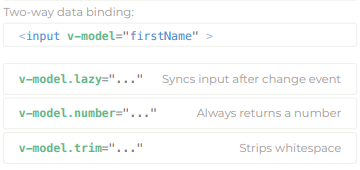 Two-way data binding:
<input v-model="firstName" >
v-model.lazy="..." Syncs input after change event
v-model.number="..." Always returns a number
v-model.trim="..." Strips whitespace